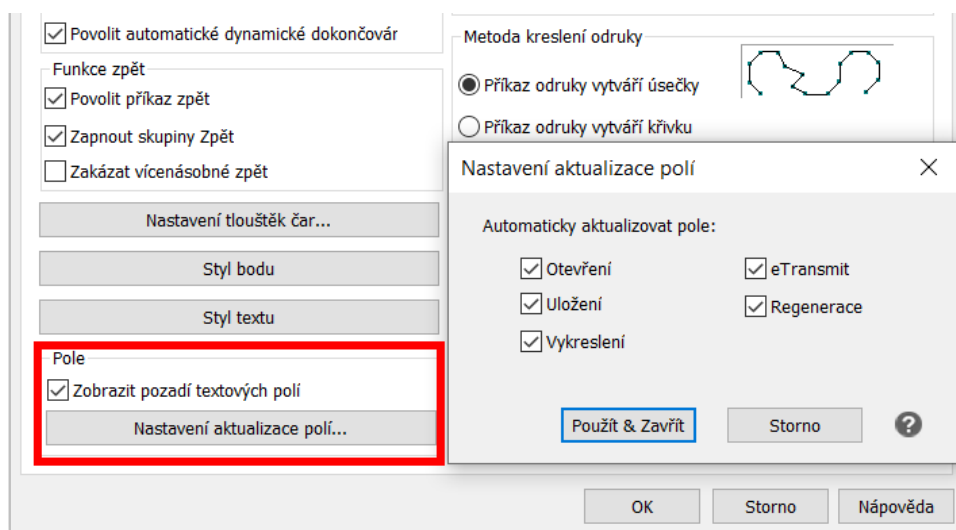 Povolit automatické dynamické dokončovár
Funkce zpět
Povolit příkaz zpět
Zapnout skupiny Zpět
Zakázat vícenásobné zpět
Nastavení tlouštěk čar...
Styl bodu
Styl textu
Pole
Zobrazit pozadí textových polí
Nastavení aktualizace polí...
Metoda kreslení odruky
Příkaz odruky vytváří úsečky
Příkaz odruky vytváří křivku
Nastavení aktualizace polí
Automaticky aktualizovat pole:
Otevření
eTransmit
Uložení
Regenerace
Vykreslení
Použít & Zavřít
Storno
?
OK
Storno
Nápověda